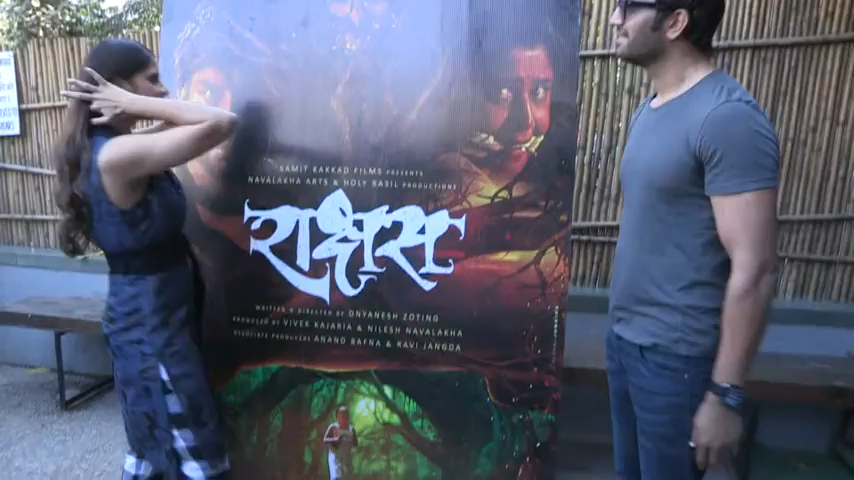 SAMIT KAKKAD FILMS PRESENTS
NAVALAKHA ARTS & HOLY BASIL PRODUCTIONS
राक्षस
WRITTEN & DIRECTED BY DNYANESH ZOTING
PRODUCED BY VIVEK KAJARIA & NILESH NAVALAKHA
ASSOCIATE PRODUCERS ANAND BAFNA & RAVI JANGDA